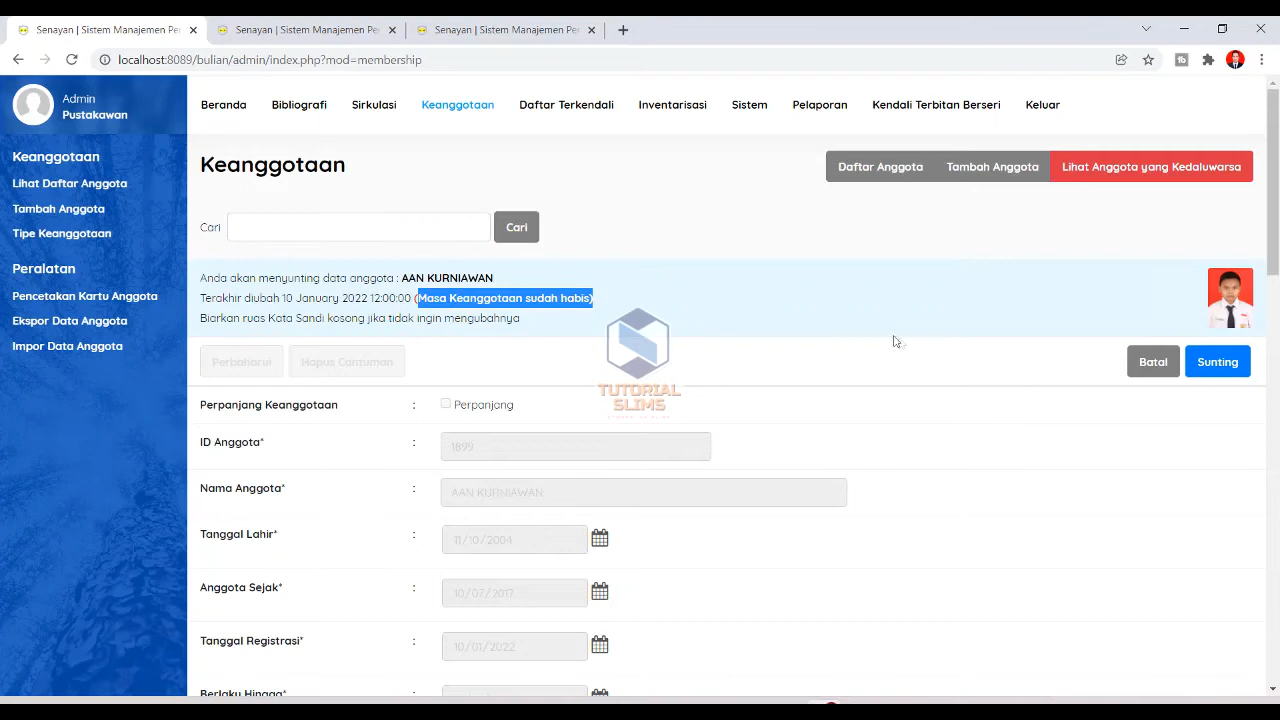 Senayan | Sistem Manajemen Pe
Senayan | Sistem Manajemen Pe
Senayan | Sistem Manajemen Pe
localhost:8089/bulian/admin/index.php?mod=membership
Admin
Pustakawan
Beranda Bibliografi Sirkulasi Keanggotaan Daftar Terkendali Inventarisasi Sistem Pelaporan Kendali Terbitan Berseri Keluar
Keanggotaan
Lihat Daftar Anggota
Tambah Anggota
Tipe Keanggotaan
Peralatan
Pencetakan Kartu Anggota
Ekspor Data Anggota
Impor Data Anggota
Keanggotaan
Daftar Anggota Tambah Anggota Lihat Anggota yang Kedaluwarsa
Cari Cari
Anda akan menyunting data anggota : AAN KURNIAWAN
Terakhir diubah 10 January 2022 12:00:00 (Masa Keanggotaan sudah habis)
Biarkan ruas Kota Sandi kosong jika tidak ingin mengubahnya
TUTORIAL
SLIMS
Perbaharui Hapus Cantuman Batal Sunting
Perpanjang Keanggotaan : Perpanjang
ID Anggota* : 1899
Nama Anggota* : AAN KURNIAWAN
Tanggal Lahir* : 11/10/2004
Anggota Sejak* : 10/07/2017
Tanggal Registrasi* : 10/01/2022
Berlaku Hingga*